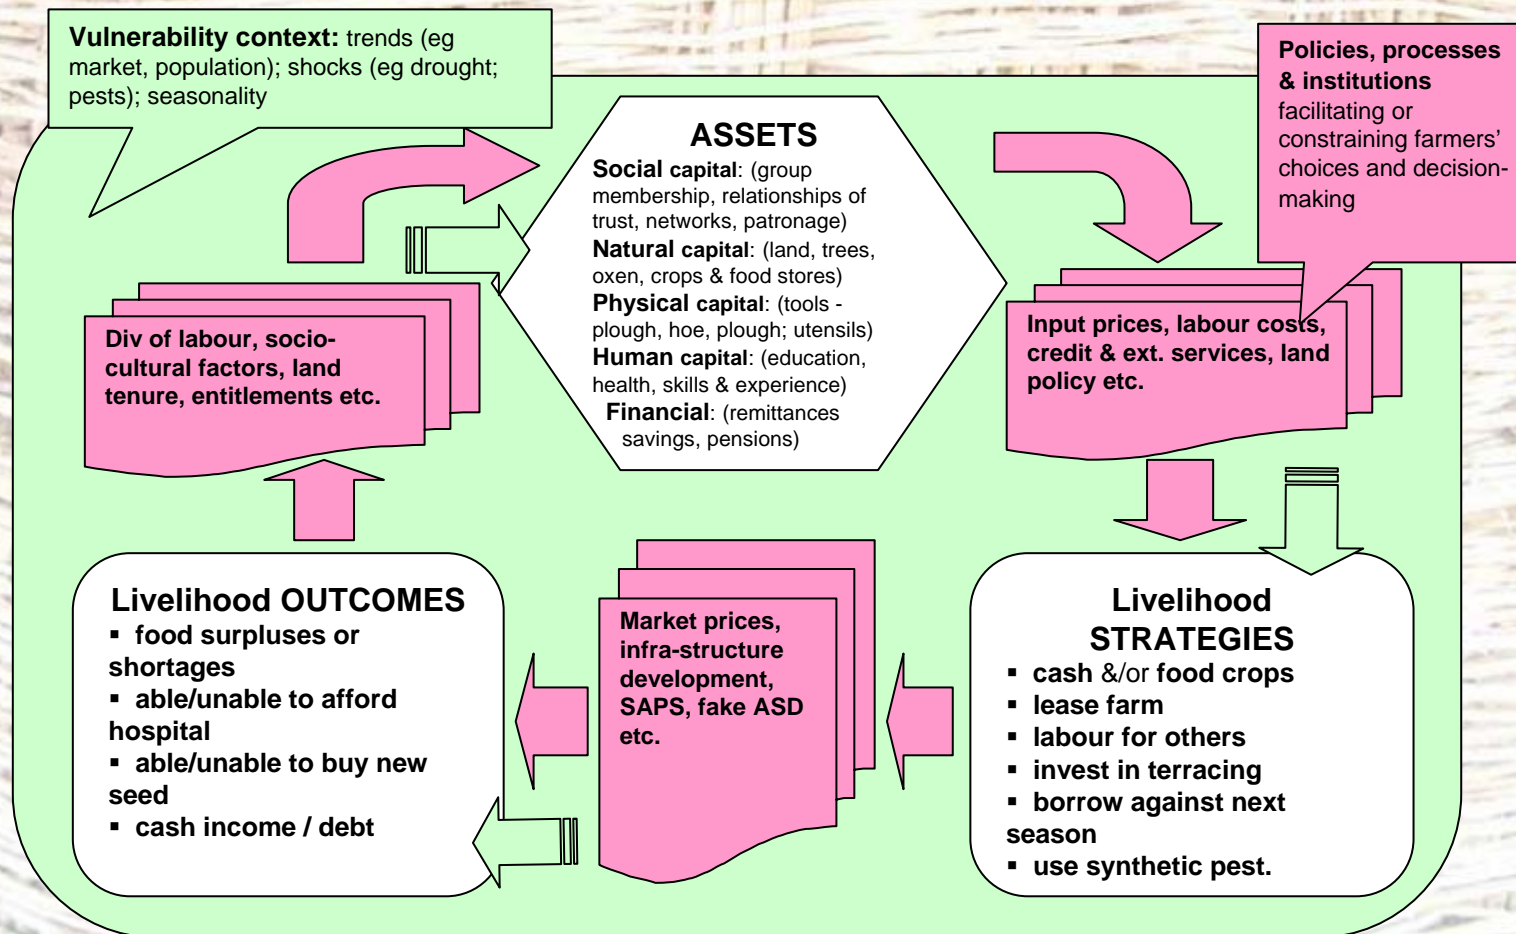 Vulnerability context: trends (eg
market, population); shocks (eg drought;
pests); seasonality
Policies, processes
& institutions
facilitating or
constraining farmers'
choices and decision-
making
ASSETS
Social capital: (group
membership, relationships of
trust, networks, patronage)
Natural capital: (land, trees,
oxen, crops & food stores)
Physical capital: (tools -
plough, hoe, plough; utensils)
Human capital: (education,
health, skills & experience)
Financial: (remittances
savings, pensions)
Div of labour, socio-
cultural factors, land
tenure, entitlements etc.
Input prices, labour costs,
credit & ext. services, land
policy etc.
Livelihood OUTCOMES
▪ food surpluses or
shortages
▪ able/unable to afford
hospital
▪ able/unable to buy new
seed
▪ cash income / debt
Market prices,
infra-structure
development,
SAPS, fake ASD
etc.
Livelihood
STRATEGIES
▪ cash &/or food crops
▪ lease farm
▪ labour for others
▪ invest in terracing
▪ borrow against next
season
▪ use synthetic pest.